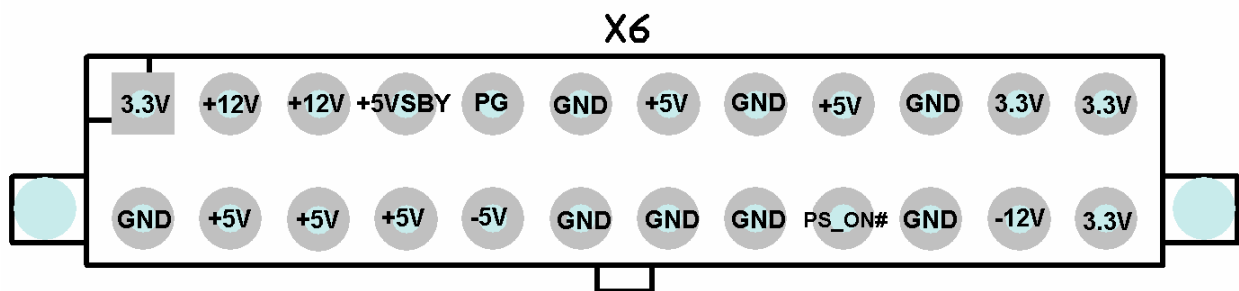 X6
3.3V +12V +12V +5VSBY PG GND +5V GND +5V GND 3.3V 3.3V
GND +5V +5V +5V -5V GND GND GND PS_ON# GND -12V 3.3V